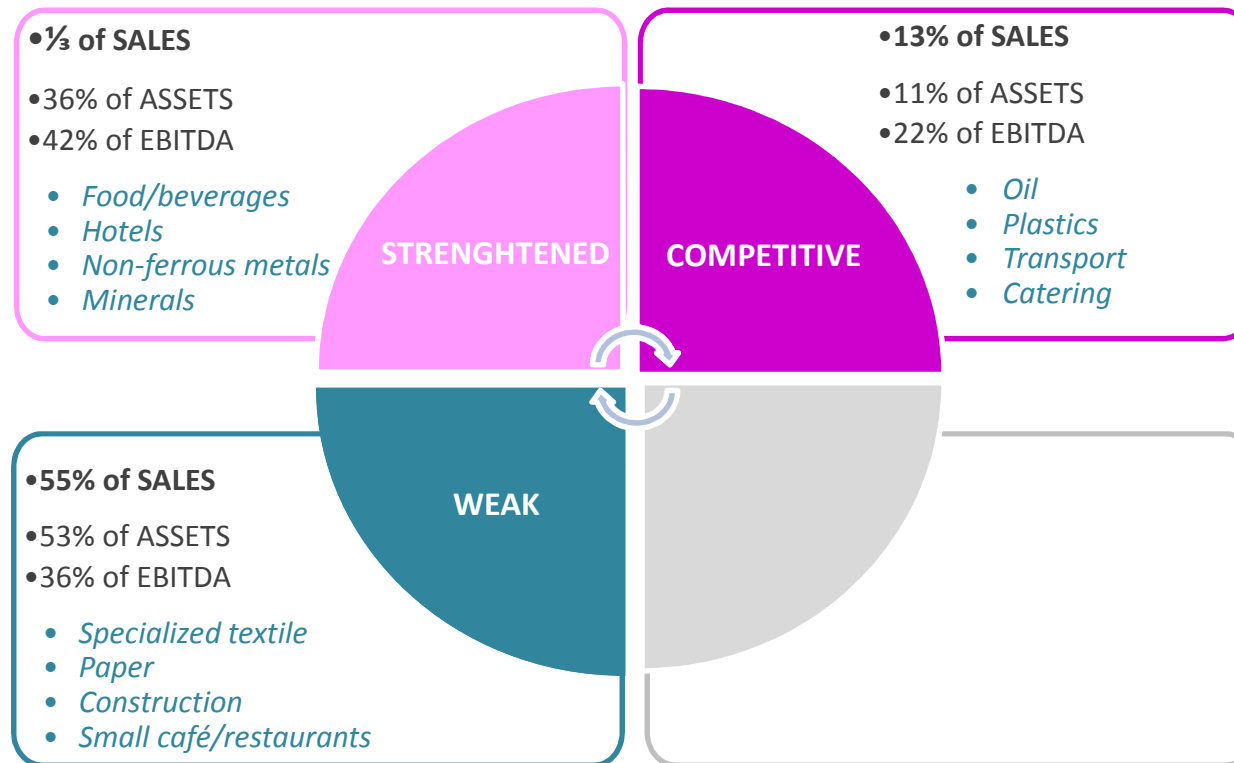 •⅓ of SALES
•36% of ASSETS
•42% of EBITDA
• Food/beverages
• Hotels
• Non-ferrous metals
• Minerals
•13% of SALES
•11% of ASSETS
•22% of EBITDA
• Oil
• Plastics
• Transport
• Catering
STRENGHTENED
COMPETITIVE
WEAK
•55% of SALES
•53% of ASSETS
•36% of EBITDA
• Specialized textile
• Paper
• Construction
• Small café/restaurants